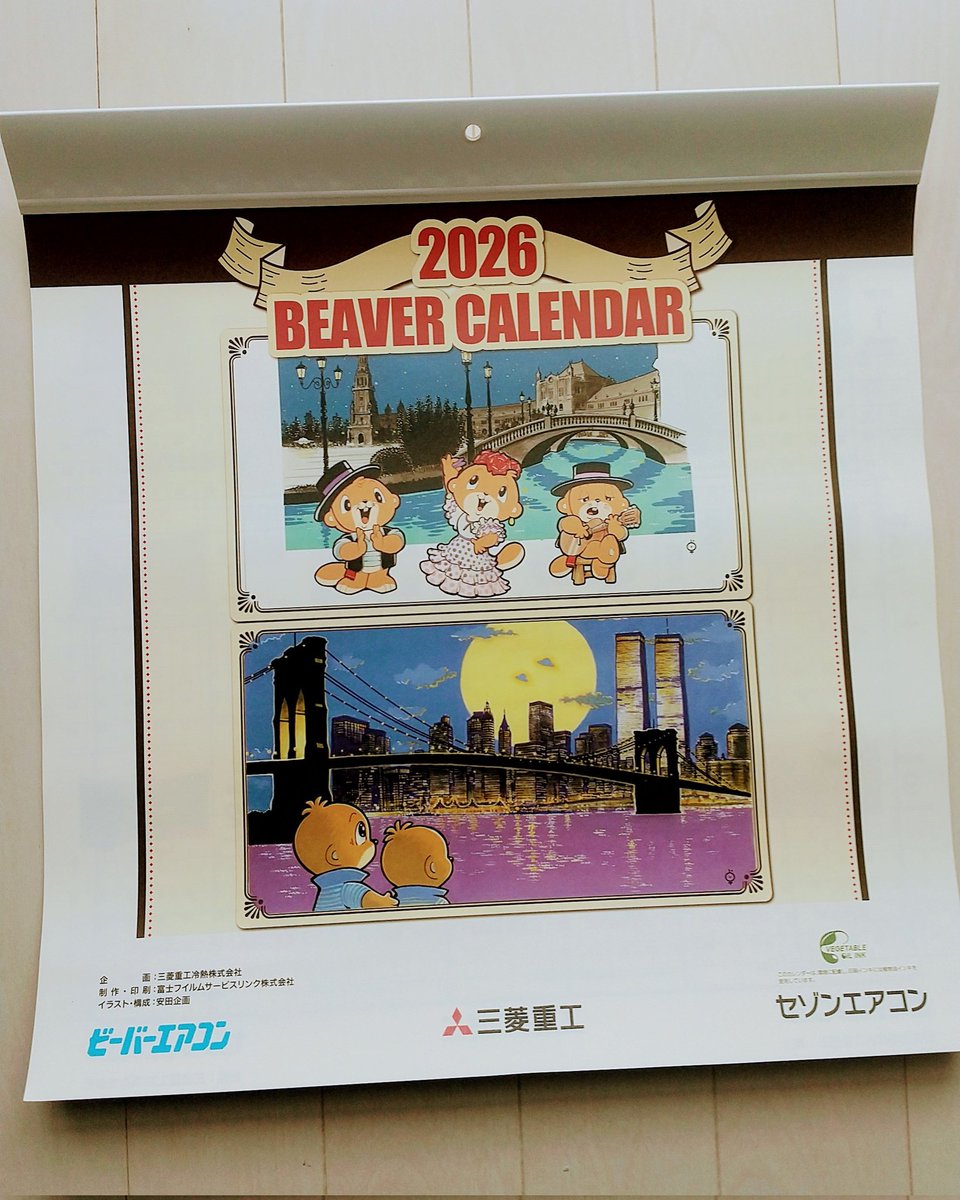 2026
BEAVER CALENDAR
企　画:三菱重工冷熱株式会社
制作・印刷:富士フイルムサービスリンク株式会社
イラスト・構成:安田企画
ビーバーエアコン
三菱重工
VEGETABLE
OIL INK
セゾンエアコン